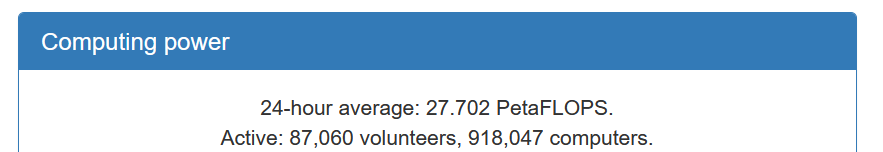 Computing power
24-hour average: 27.702 PetaFLOPS.
Active: 87,060 volunteers, 918,047 computers.